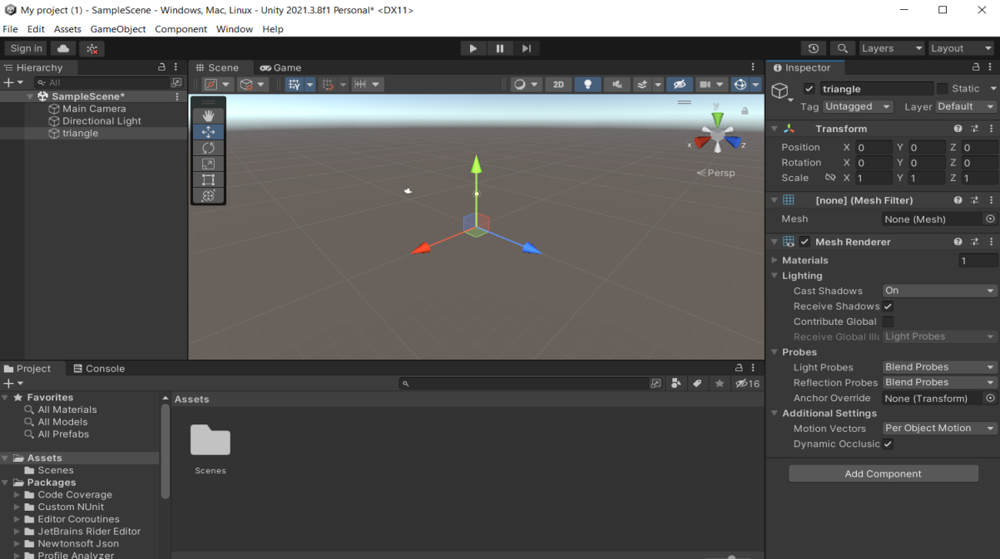 My project (1) - SampleScene - Windows, Mac, Linux - Unity 2021.3.8f1 Personal* <DX11>
File Edit Assets GameObject Component Window Help
Sign in
Layers
Layout
Hierarchy
All
SampleScene*
Main Camera
Directional Light
triangle
Scene
Game
2D
y
x
z
Persp
Inspector
triangle
Static
Tag Untagged Layer Default
Transform
Position X 0 Y 0 Z 0
Rotation X 0 Y 0 Z 0
Scale X 1 Y 1 Z 1
[none] (Mesh Filter)
Mesh None (Mesh)
Mesh Renderer
Materials 1
Lighting
Cast Shadows On
Receive Shadows
Contribute Global
Receive Global Illu Light Probes
Probes
Light Probes Blend Probes
Reflection Probes Blend Probes
Anchor Override None (Transform)
Additional Settings
Motion Vectors Per Object Motion
Dynamic Occlusic
Add Component
Project
Console
16
Favorites
All Materials
All Models
All Prefabs
Assets
Scenes
Packages
Code Coverage
Custom NUnit
Editor Coroutines
JetBrains Rider Editor
Newtonsoft Json
Profile Analyzer
Assets
Scenes